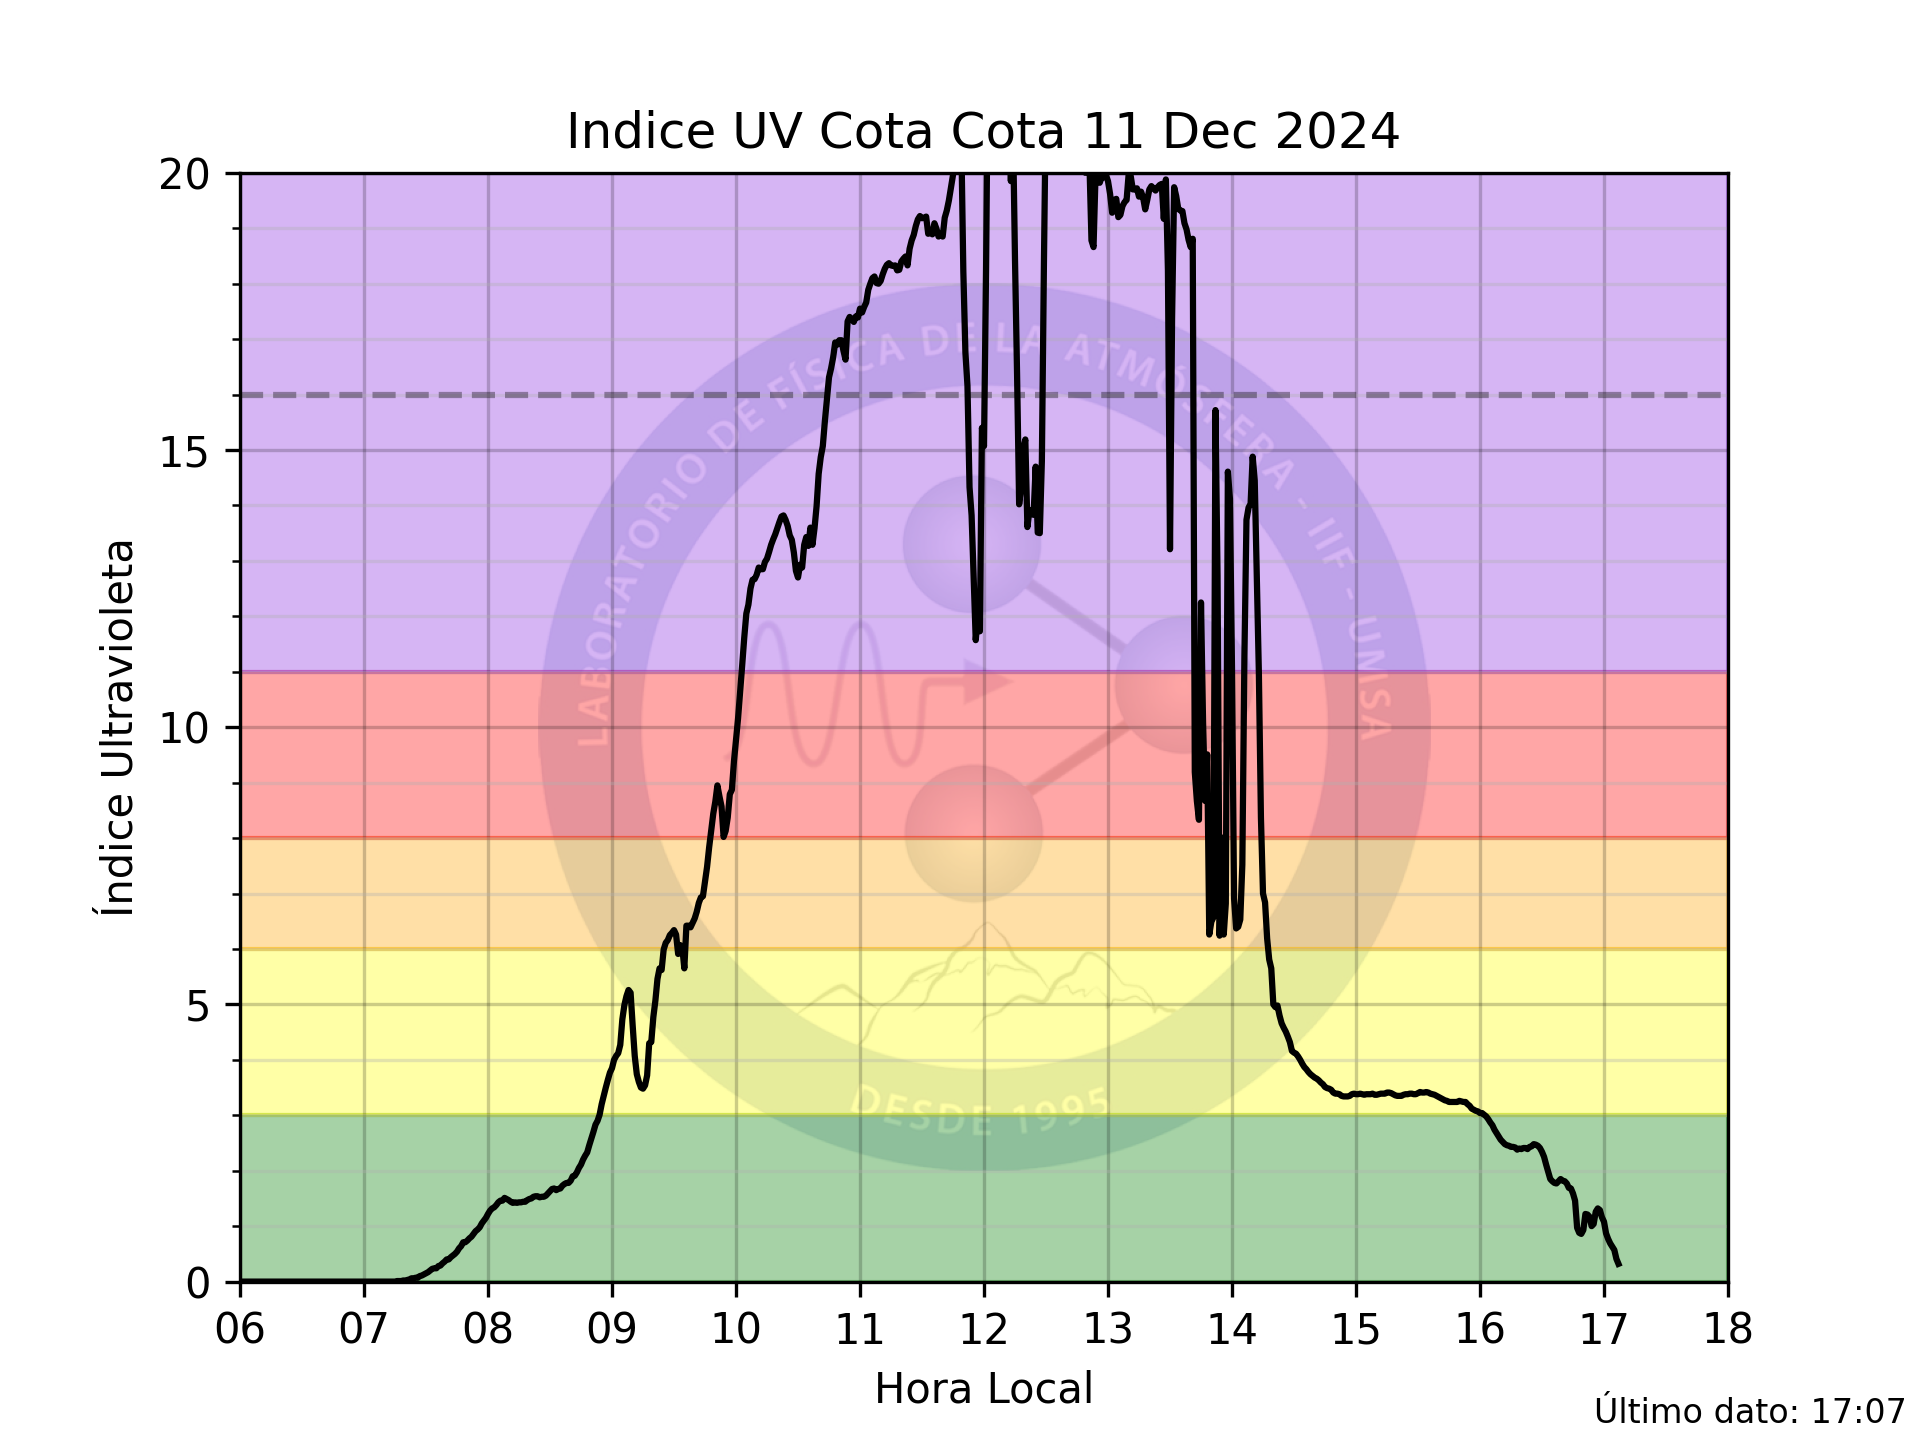 Indice UV Cota Cota 11 Dec 2024
20
15
10
5
0
Índice Ultravioleta
LABORATORIO DE FÍSICA DE LA ATMÓSFERA - IIF - UMSA
DESDE 1995
06 07 08 09 10 11 12 13 14 15 16 17 18
Hora Local
Último dato: 17:07